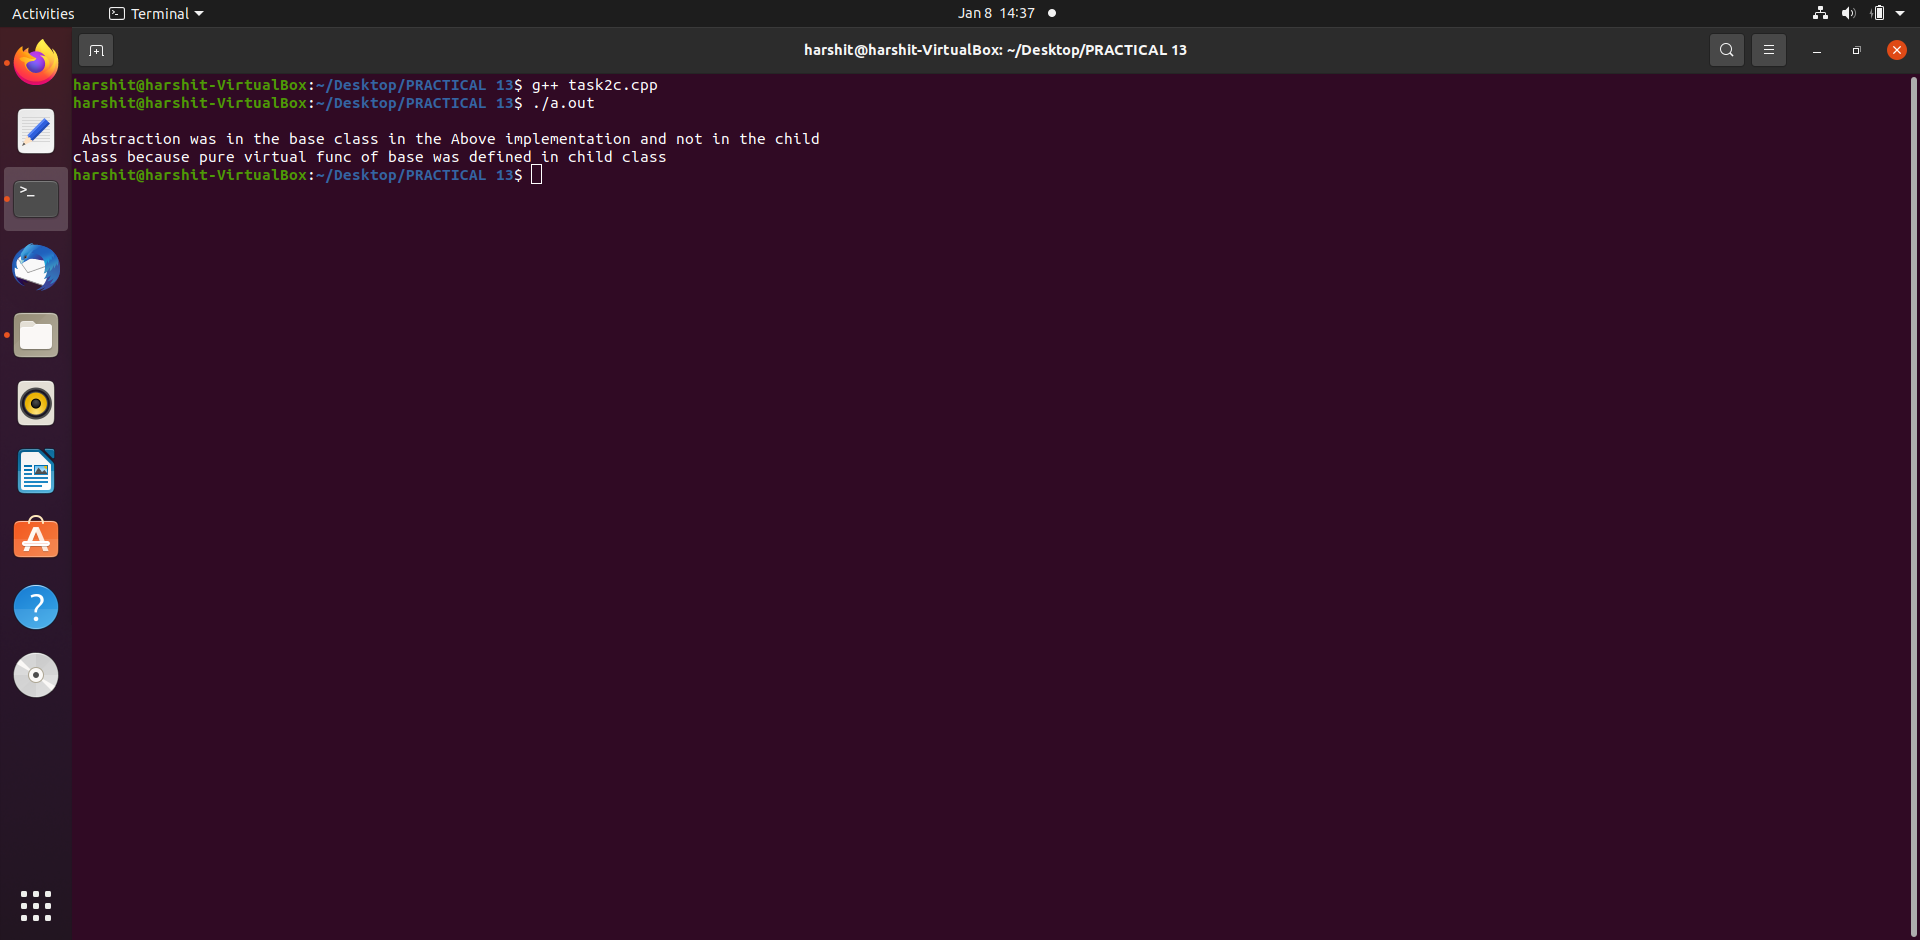 Activities Terminal Jan 8 14:37
harshit@harshit-VirtualBox: ~/Desktop/PRACTICAL 13
harshit@harshit-VirtualBox:~/Desktop/PRACTICAL 13$ g++ task2c.cpp
harshit@harshit-VirtualBox:~/Desktop/PRACTICAL 13$ ./a.out
Abstraction was in the base class in the Above implementation and not in the child
class because pure virtual func of base was defined in child class
harshit@harshit-VirtualBox:~/Desktop/PRACTICAL 13$